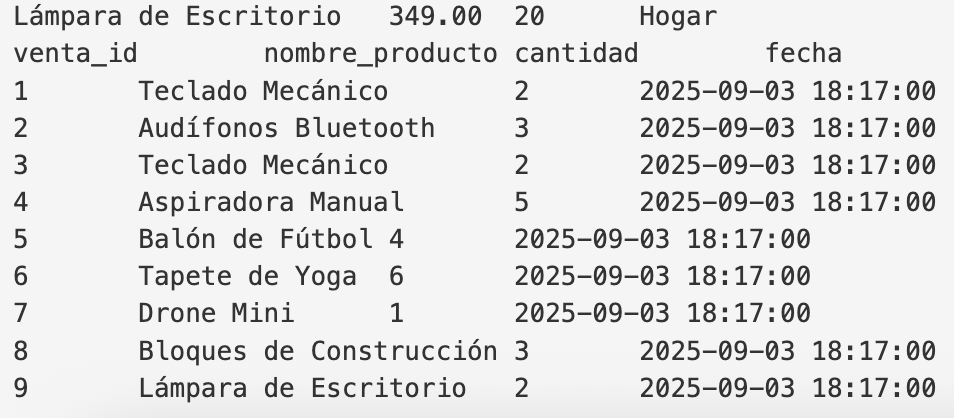 Lámpara de Escritorio 349.00 20 Hogar
venta_id nombre_producto cantidad fecha
1 Teclado Mecánico 2 2025-09-03 18:17:00
2 Audífonos Bluetooth 3 2025-09-03 18:17:00
3 Teclado Mecánico 2 2025-09-03 18:17:00
4 Aspiradora Manual 5 2025-09-03 18:17:00
5 Balón de Fútbol 4 2025-09-03 18:17:00
6 Tapete de Yoga 6 2025-09-03 18:17:00
7 Drone Mini 1 2025-09-03 18:17:00
8 Bloques de Construcción 3 2025-09-03 18:17:00
9 Lámpara de Escritorio 2 2025-09-03 18:17:00